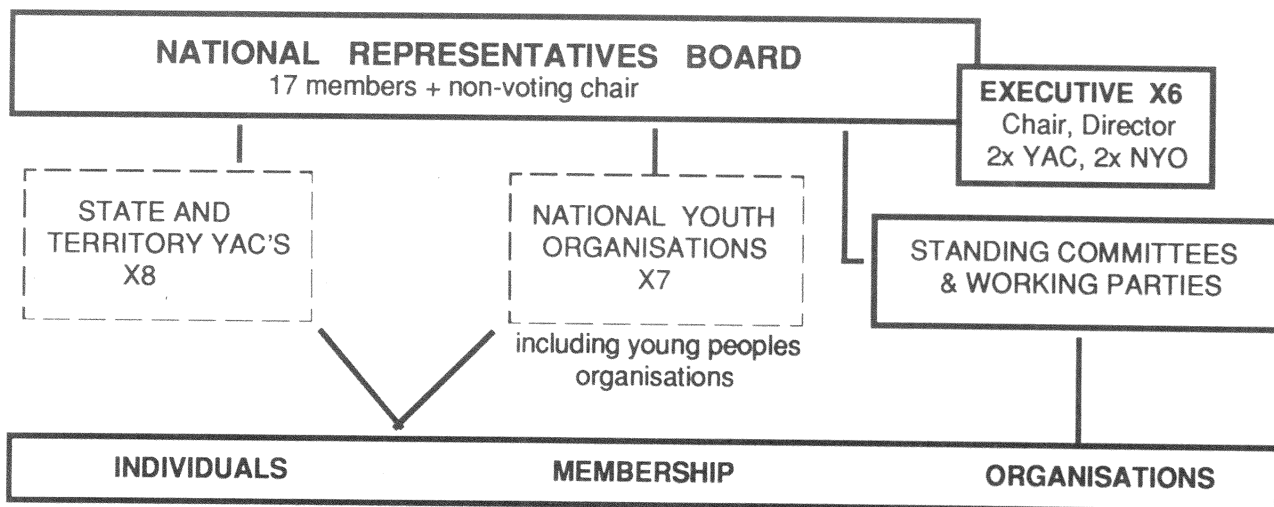 NATIONAL REPRESENTATIVES BOARD
17 members + non-voting chair
EXECUTIVE X6
Chair, Director
2x YAC, 2x NYO
STATE AND
TERRITORY YAC'S
X8
NATIONAL YOUTH
ORGANISATIONS
X7
including young peoples
organisations
STANDING COMMITTEES
& WORKING PARTIES
INDIVIDUALS MEMBERSHIP ORGANISATIONS